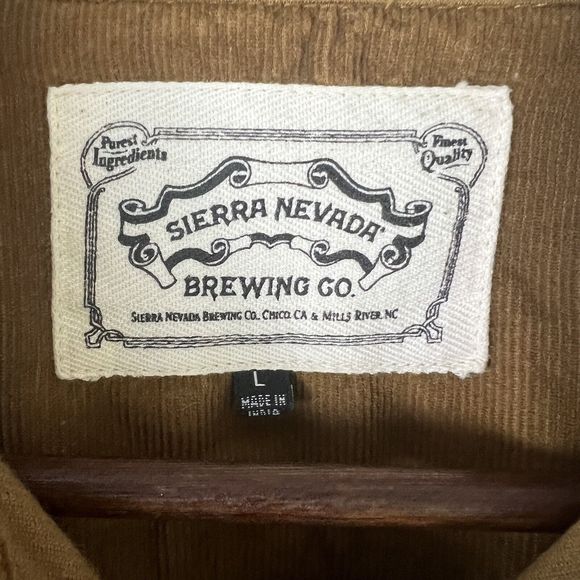 Purest
Ingredients
Finest
Quality
SIERRA NEVADA
BREWING CO.
SIERRA NEVADA BREWING CO., CHICO, CA & MILLS RIVER, NC
L
MADE IN
INDIA